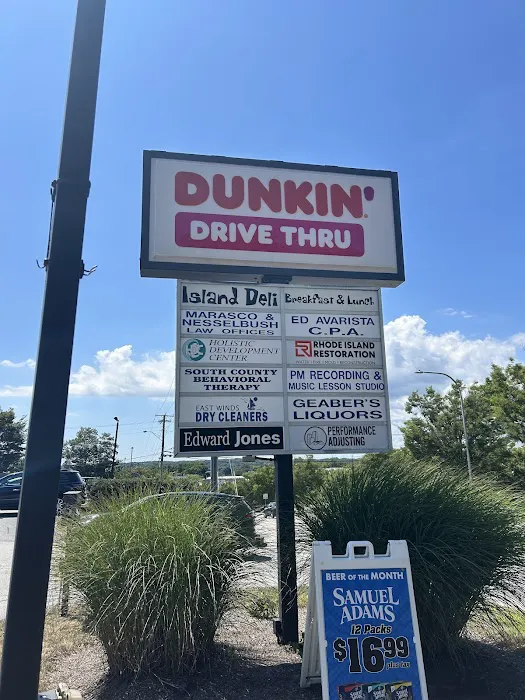 DUNKIN'
DRIVE THRU
Island Deli Breakfast & Lunch
MARASCO &
NESSELBUSH
LAW OFFICES
ED AVARISTA
C.P.A.
HOLISTIC
DEVELOPMENT
CENTER
RHODE ISLAND
RESTORATION
SOUTH COUNTY
BEHAVIORAL
THERAPY
PM RECORDING &
MUSIC LESSON STUDIO
EAST WINDS
DRY CLEANERS
GEABER'S
LIQUORS
Edward Jones
PERFORMANCE
ADJUSTING
BEER OF THE MONTH
SAMUEL
ADAMS
12 Packs
$16.99
plus tax